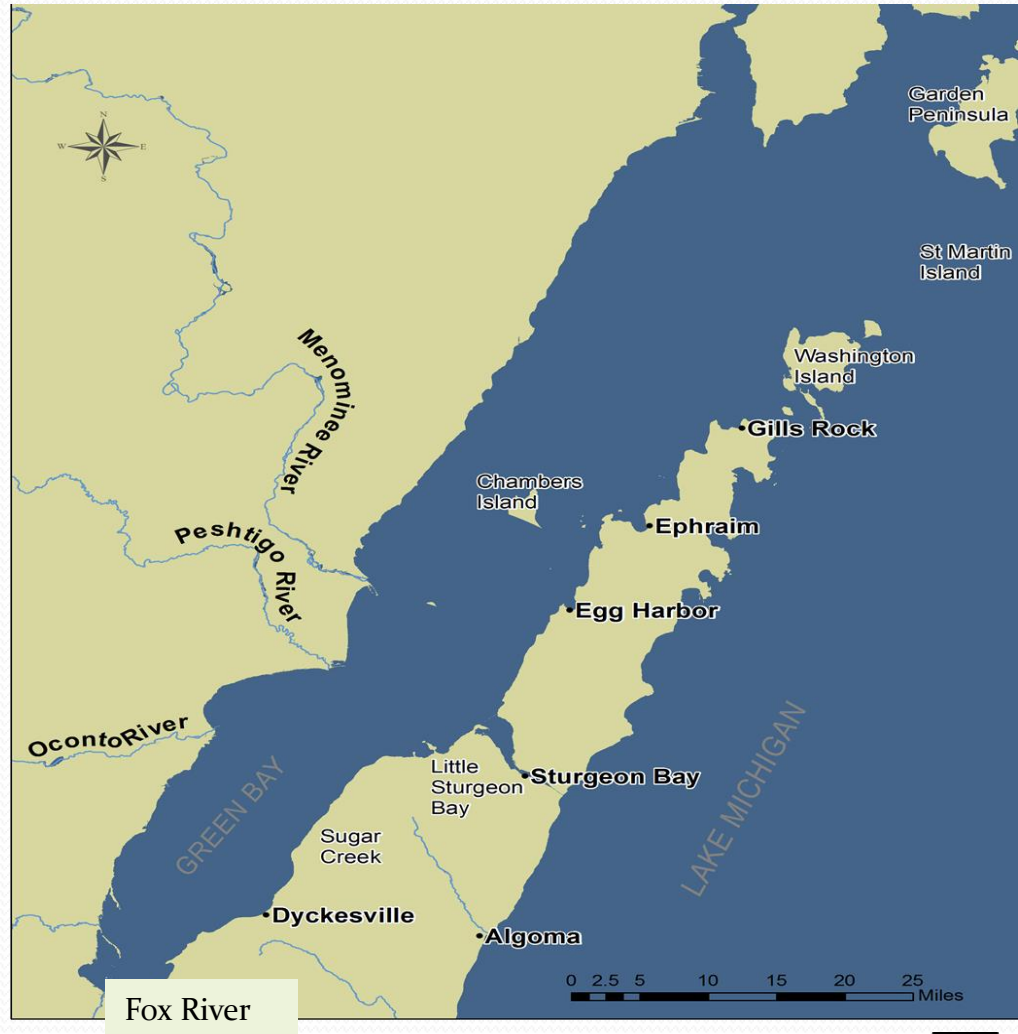 Garden
Peninsula
N
W E
S
St Martin
Island
Menominee River
Washington
Island
Gills Rock
Chambers
Island
Ephraim
Peshtigo River
Egg Harbor
OcontoRiver
Little
Sturgeon
Bay
Sturgeon Bay
GREEN BAY
LAKE MICHIGAN
Sugar
Creek
Dyckesville
Algoma
0 2.5 5 10 15 20 25
Miles
Fox River